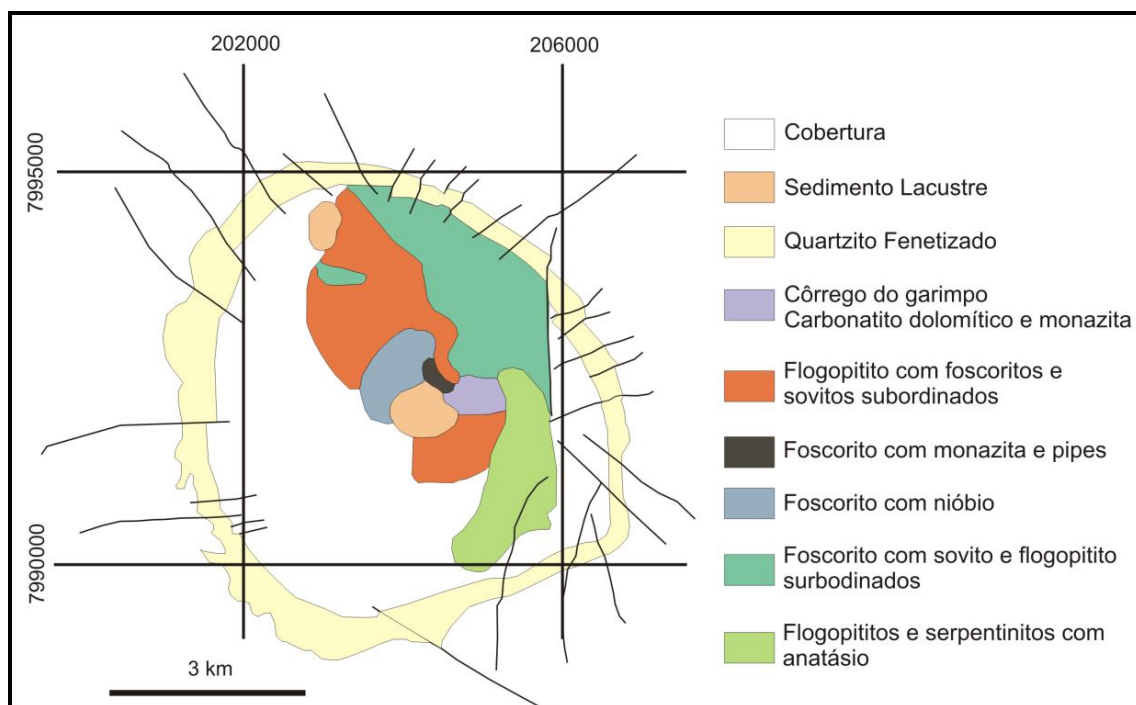 202000
206000
7995000
7990000
3 km
Cobertura
Sedimento Lacustre
Quartzito Fenetizado
Côrrego do garimpo
Carbonatito dolomítico e monazita
Flogopitito com foscoritos e
sovitos subordinados
Foscorito com monazita e pipes
Foscorito com nióbio
Foscorito com sovito e flogopitito
surbodinados
Flogopititos e serpentinitos com
anatásio